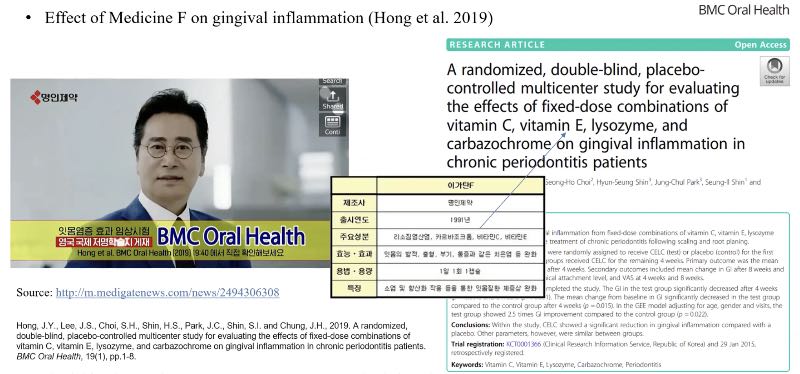 • Effect of Medicine F on gingival inflammation (Hong et al. 2019)
BMC Oral Health
RESEARCH ARTICLE Open Access
Check for
updates
A randomized, double-blind, placebo-
controlled multicenter study for evaluating
the effects of fixed-dose combinations of
vitamin C, vitamin E, lysozyme, and
carbazochrome on gingival inflammation in
chronic periodontitis patients
Seong-Ho Choi², Hyun-Seung Shin³, Jung-Chul Park³, Seung-Il Shin⁴ and
명인제약
Search
Shared
Conti
잇몸염증 효과 임상시험
영국 국제 저명학술지 게재 BMC Oral Health
Hong et al. BMC Oral Health (2019) 19:40 에서 직접 확인해보세요
이가탄F
제조사 명인제약
출시연도 1991년
주요성분 리소짐염산염, 카르바조크롬, 비타민C, 비타민E
효능·효과 잇몸의 발적, 출혈, 부기, 통증과 같은 치은염 등 완화
용법·용량 1일 1회 1캡슐
특징 소염 및 항산화 작용 등을 통한 잇몸질환 제증상 완화
al inflammation from fixed-dose combinations of vitamin C, vitamin E, lysozyme,
treatment of chronic periodontitis following scaling and root planing.
were randomly assigned to receive CELC (test) or placebo (control) for the first
groups received CELC for the remaining 4 weeks. Primary outcome was the mean
after 4 weeks. Secondary outcomes included mean change in GI after 8 weeks and
ical attachment level, and VAS at 4 weeks and 8 weeks.
mpleted the study. The GI in the test group significantly decreased after 4 weeks
The mean change from baseline in GI significantly decreased in the test group
compared to the control group after 4 weeks (p = 0.015). In the GEE model adjusting for age, gender and visits, the
test group showed 2.5 times GI improvement compared to the control group (p = 0.022).
Conclusions: Within the study, CELC showed a significant reduction in gingival inflammation compared with a
placebo. Other parameters, however, were similar between groups.
Trial registration: KCT0001366 (Clinical Research Information Service, Republic of Korea) and 29 Jan 2015,
retrospectively registered.
Keywords: Vitamin C, Vitamin E, Lysozyme, Carbazochrome, Periodontitis
Source: http://m.medigatenews.com/news/2494306308
Hong, J.Y., Lee, J.S., Choi, S.H., Shin, H.S., Park, J.C., Shin, S.I. and Chung, J.H., 2019. A randomized,
double-blind, placebo-controlled multicenter study for evaluating the effects of fixed-dose combinations of
vitamin C, vitamin E, lysozyme, and carbazochrome on gingival inflammation in chronic periodontitis patients.
BMC Oral Health, 19(1), pp.1-8.